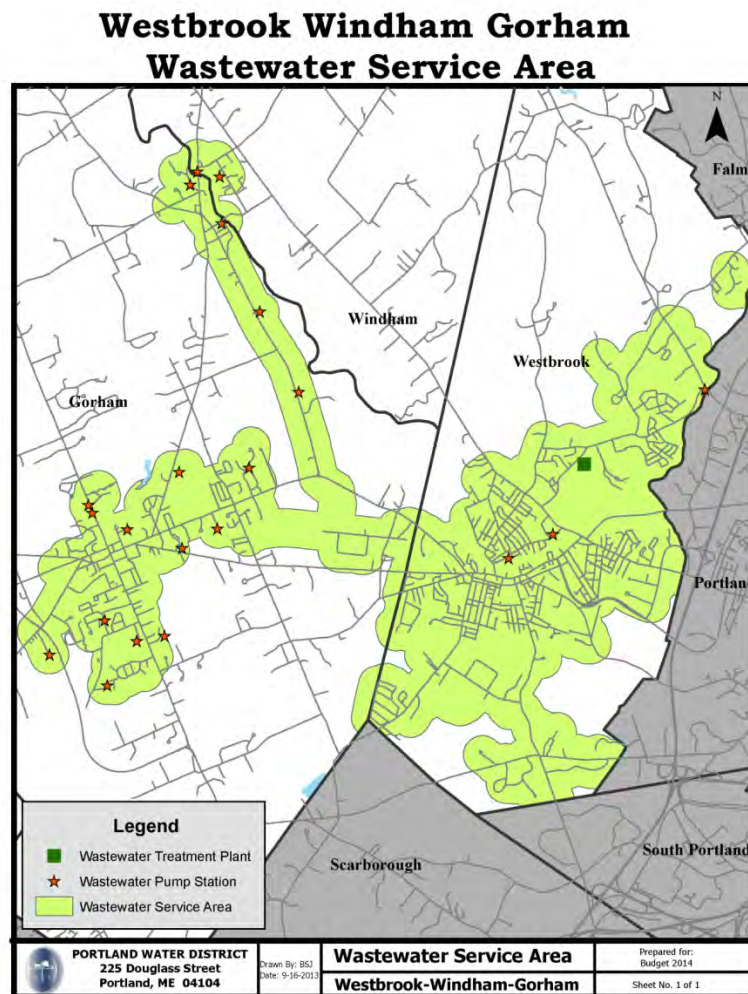 Westbrook Windham Gorham
Wastewater Service Area
N
Falm
Windham
Westbrook
Gorham
Portland
Legend
Wastewater Treatment Plant
Wastewater Pump Station
Wastewater Service Area
Scarborough
South Portland
PORTLAND WATER DISTRICT
225 Douglass Street
Portland, ME 04104
Drawn By: BSJ
Date: 9-16-2013
Wastewater Service Area
Westbrook-Windham-Gorham
Prepared for:
Budget 2014
Sheet No. 1 of 1